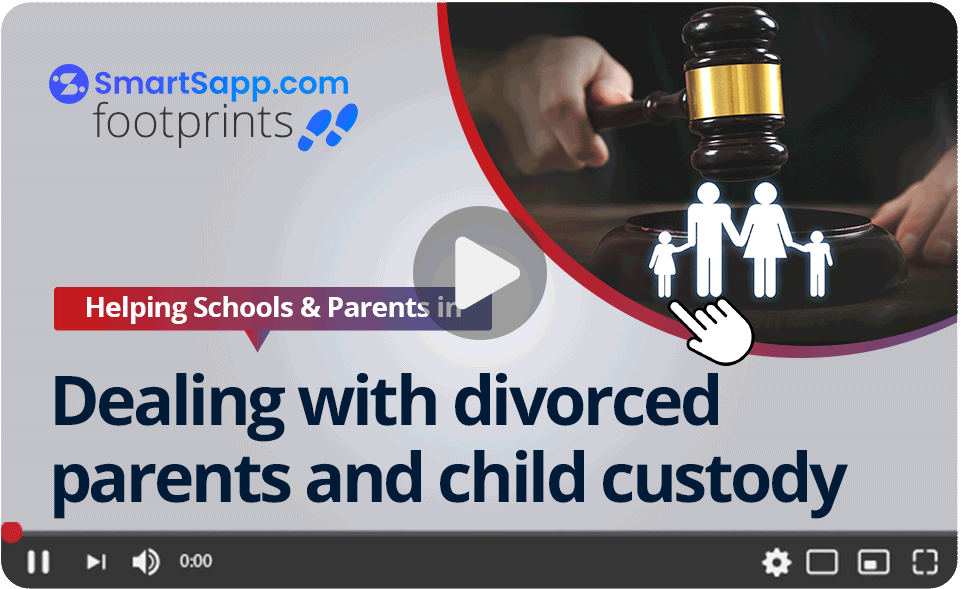 SmartSapp.com
footprints
Helping Schools & Parents in
Dealing with divorced
parents and child custody
0:00